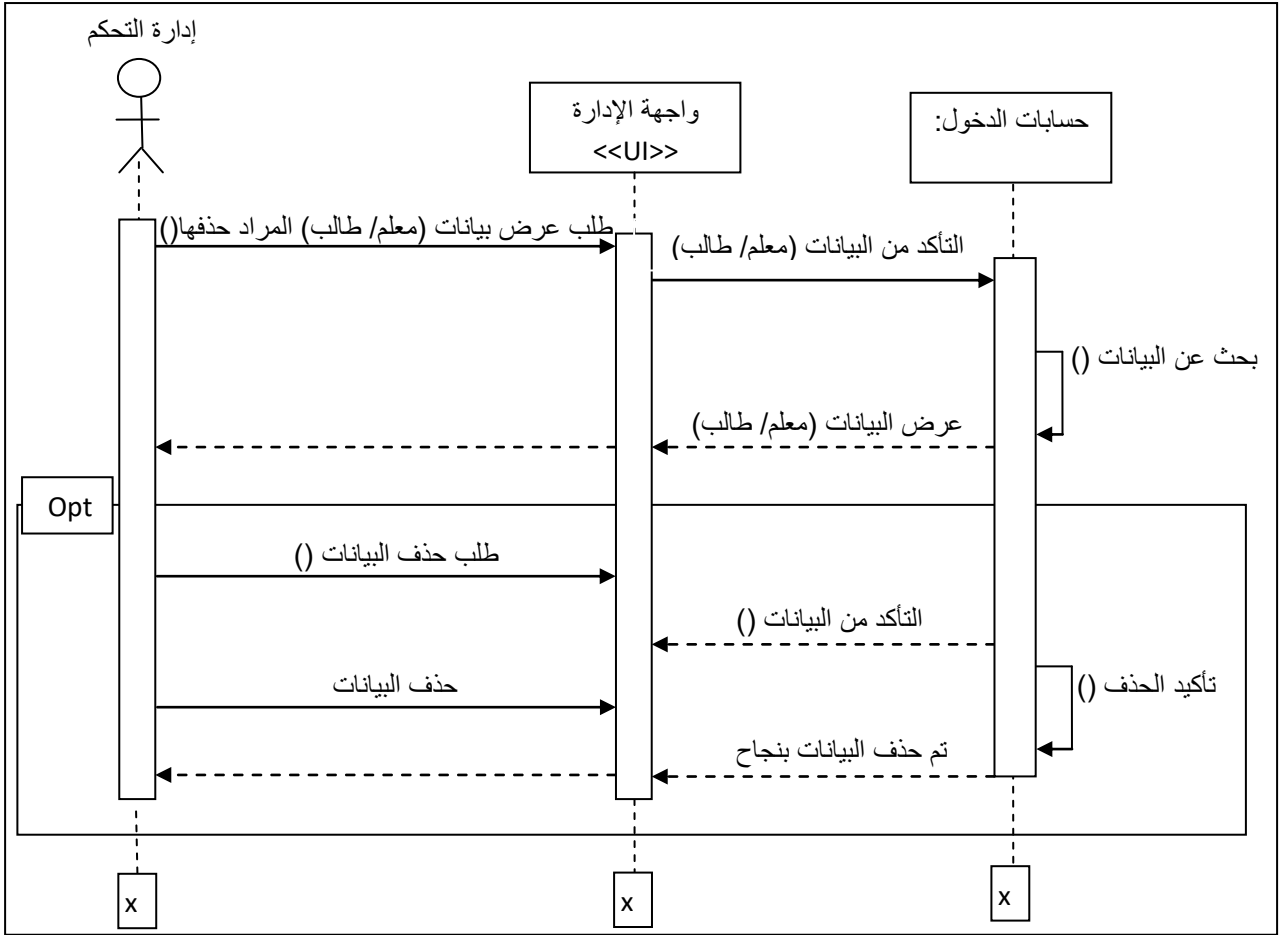 إدارة التحكم
واجهة الإدارة
<<UI>>
حسابات الدخول:
طلب عرض بيانات (معلم/ طالب) المراد حذفها()
التأكد من البيانات (معلم/ طالب)
بحث عن البيانات ()
عرض البيانات (معلم/ طالب)
Opt
طلب حذف البيانات ()
التأكد من البيانات ()
تأكيد الحذف ()
حذف البيانات
تم حذف البيانات بنجاح
x
x
x